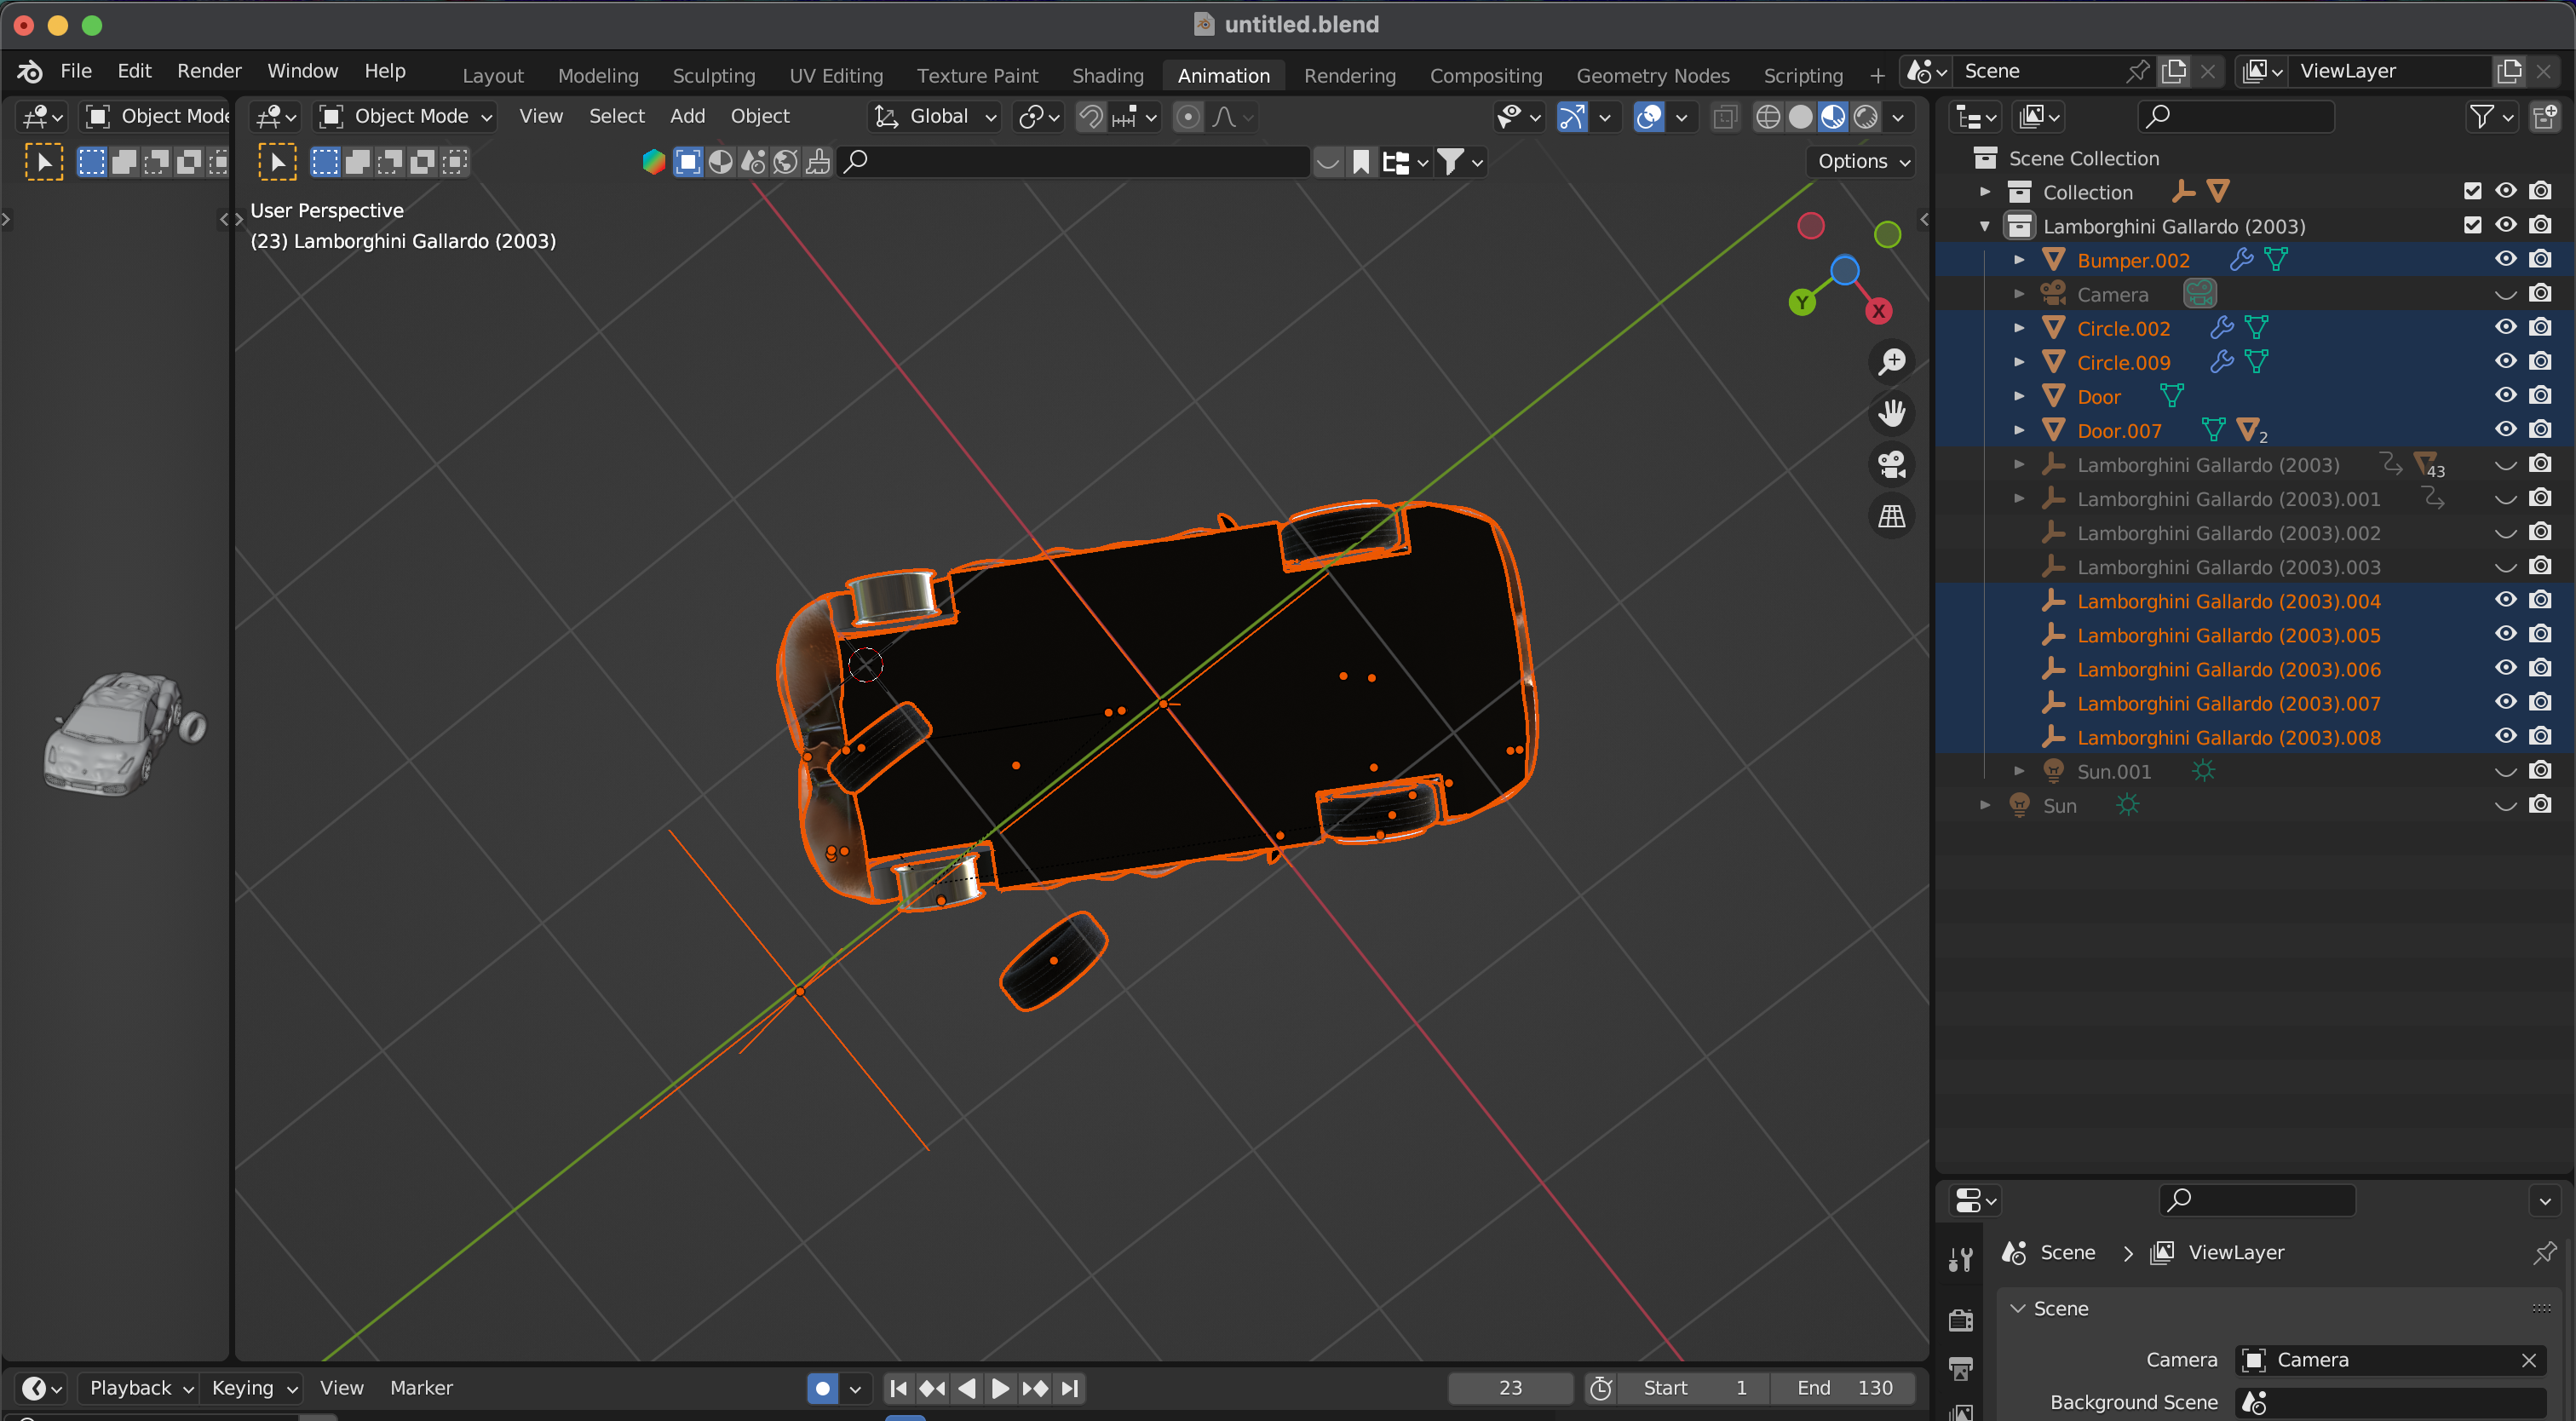 untitled.blend
File Edit Render Window Help Layout Modeling Sculpting UV Editing Texture Paint Shading Animation Rendering Compositing Geometry Nodes Scripting + Scene ViewLayer
Object Mode
Object Mode View Select Add Object Global
Options
User Perspective
(23) Lamborghini Gallardo (2003)
Y
X
Scene Collection
Collection
Lamborghini Gallardo (2003)
Bumper.002
Camera
Circle.002
Circle.009
Door
Door.007 2
Lamborghini Gallardo (2003) 43
Lamborghini Gallardo (2003).001
Lamborghini Gallardo (2003).002
Lamborghini Gallardo (2003).003
Lamborghini Gallardo (2003).004
Lamborghini Gallardo (2003).005
Lamborghini Gallardo (2003).006
Lamborghini Gallardo (2003).007
Lamborghini Gallardo (2003).008
Sun.001
Sun
Scene > ViewLayer
Scene
Camera Camera
Background Scene
Playback Keying View Marker 23 Start 1 End 130